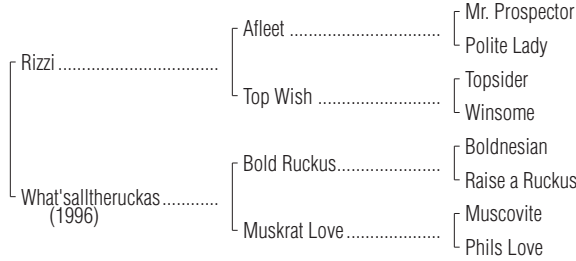 Mr. Prospector
Afleet ..................................
Polite Lady
Rizzi ....................................
Topsider
Top Wish ...........................
Winsome
Boldnesian
Bold Ruckus.......................
Raise a Ruckus
What'salltheruckas ............
(1996)
Muscovite
Muskrat Love .....................
Phils Love